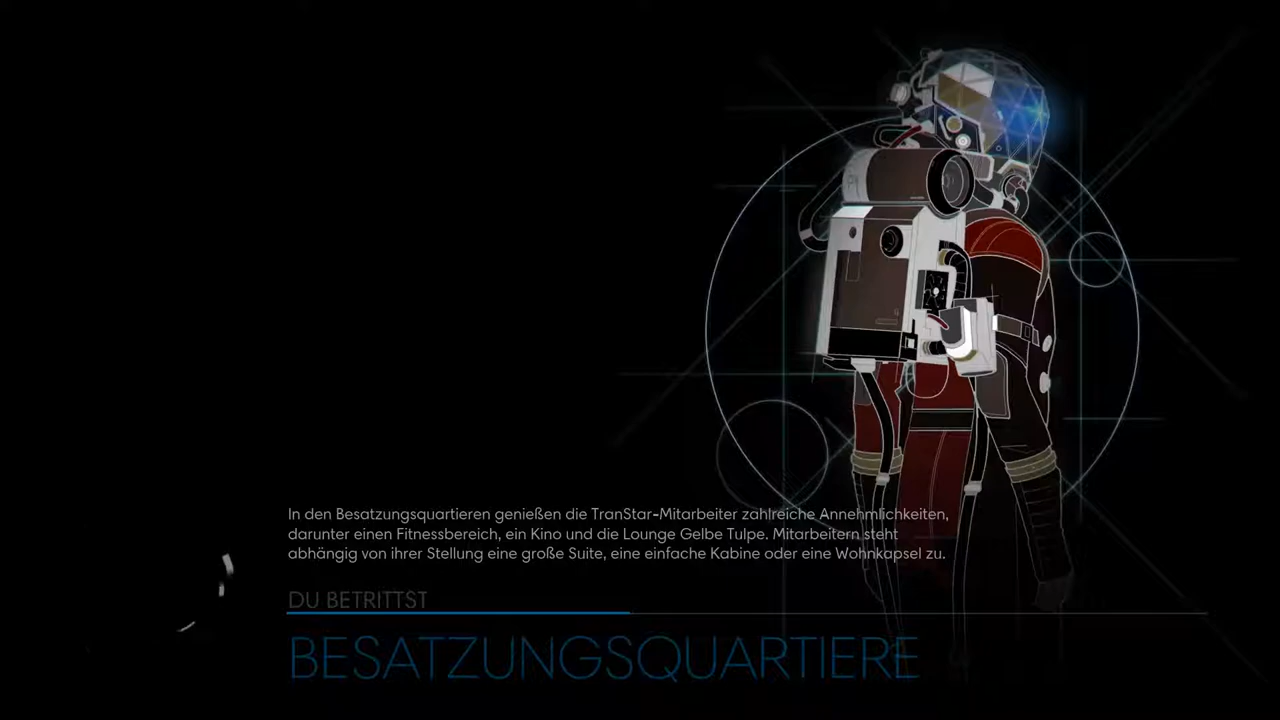 In den Besatzungsquartieren genießen die TranStar-Mitarbeiter zahlreiche Annehmlichkeiten,
darunter einen Fitnessbereich, ein Kino und die Lounge Gelbe Tulpe. Mitarbeitern steht
abhängig von ihrer Stellung eine große Suite, eine einfache Kabine oder eine Wohnkapsel zu.
DU BETRITTST
BESATZUNGSQUARTIERE